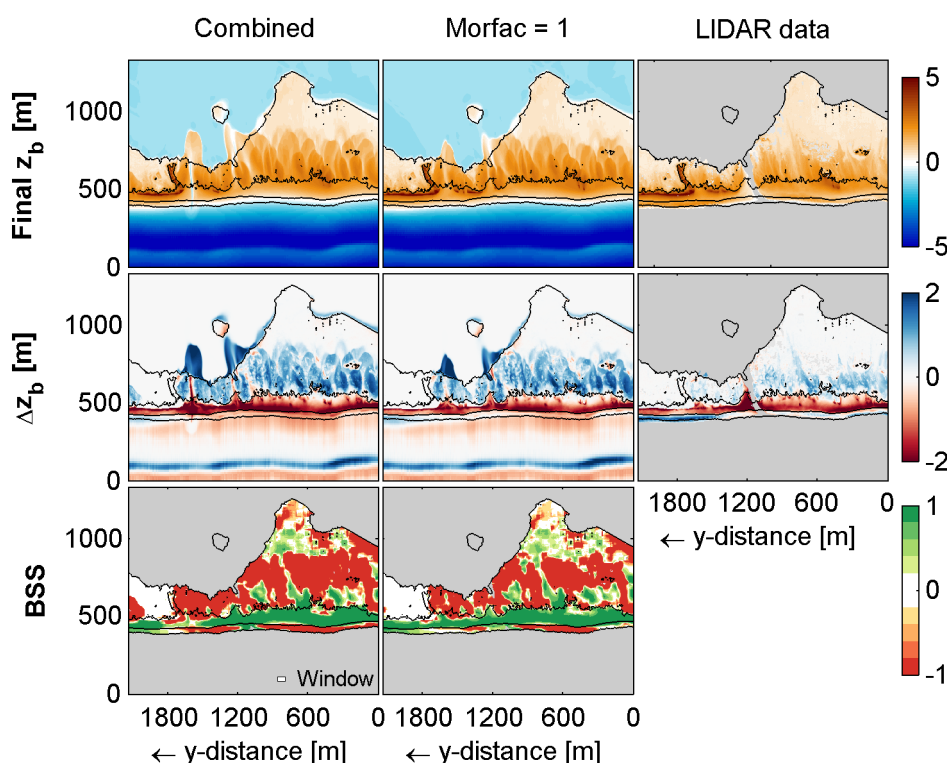 Combined
Morfac = 1
LIDAR data
Final z_b [m]
1000
500
0
5
0
-5
Δz_b [m]
1000
500
0
2
0
-2
1800 1200 600 0
← y-distance [m]
BSS
1000
500
0
Window
1
0
-1
1800 1200 600 0
1800 1200 600 0
← y-distance [m]
← y-distance [m]